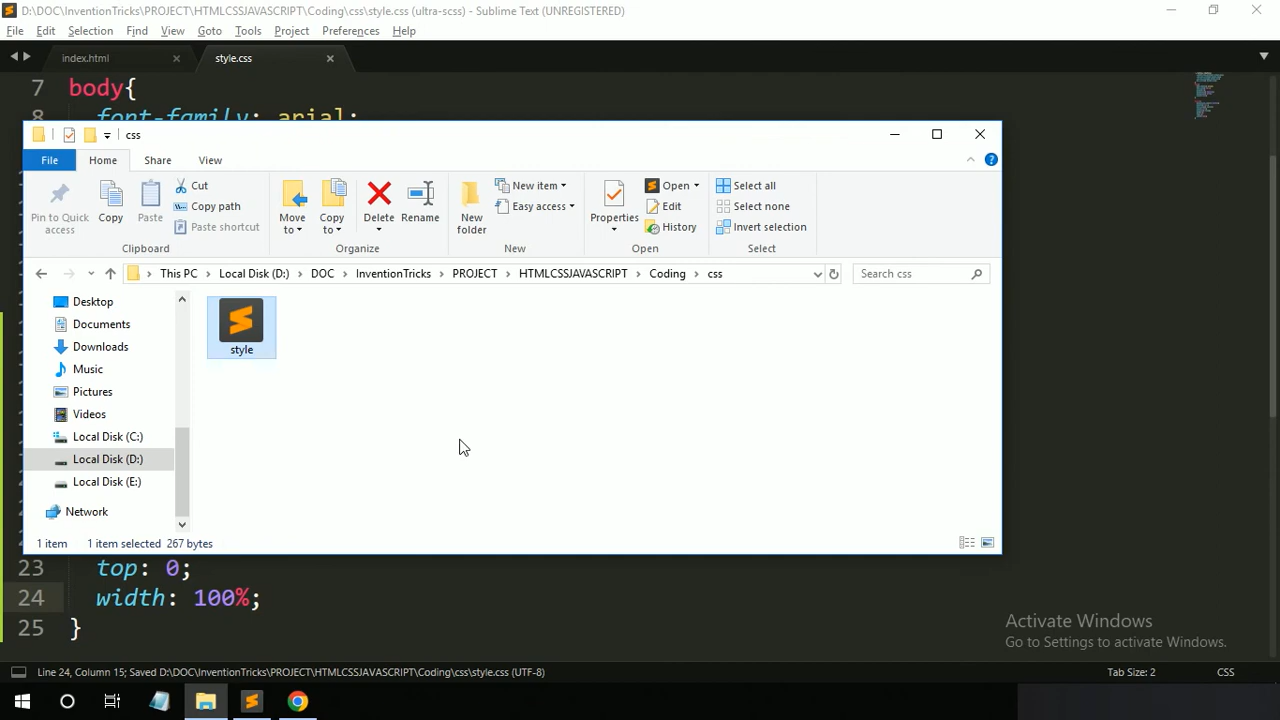 D:\DOC\InventionTricks\PROJECT\HTMLCSSJAVASCRIPT\Coding\css\style.css (ultra-scss) - Sublime Text (UNREGISTERED)
File Edit Selection Find View Goto Tools Project Preferences Help
index.html style.css
7 body{
8 font-family: arial;
css
File Home Share View
Pin to Quick access
Copy
Paste
Cut
Copy path
Paste shortcut
Clipboard
Move to
Copy to
Delete
Rename
Organize
New folder
New item
Easy access
New
Properties
Open
Edit
History
Open
Select all
Select none
Invert selection
Select
This PC > Local Disk (D:) > DOC > InventionTricks > PROJECT > HTMLCSSJAVASCRIPT > Coding > css
Search css
Desktop
Documents
Downloads
Music
Pictures
Videos
Local Disk (C:)
Local Disk (D:)
Local Disk (E:)
Network
style
1 item 1 item selected 267 bytes
23 top: 0;
24 width: 100%;
25 }
Activate Windows
Go to Settings to activate Windows.
Line 24, Column 15; Saved D:\DOC\InventionTricks\PROJECT\HTMLCSSJAVASCRIPT\Coding\css\style.css (UTF-8)
Tab Size: 2
CSS